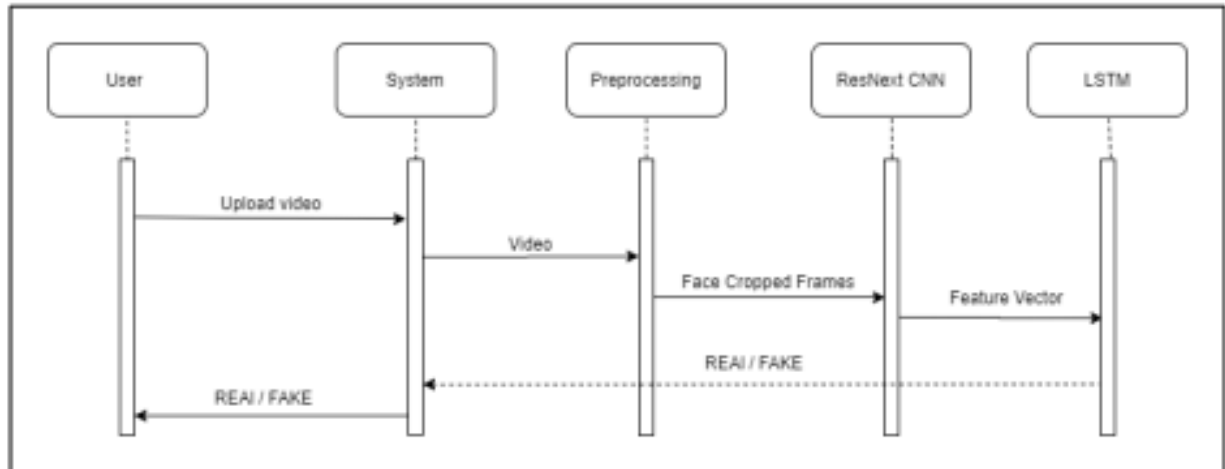 User
System
Preprocessing
ResNext CNN
LSTM
Upload video
Video
Face Cropped Frames
Feature Vector
REAl / FAKE
REAl / FAKE